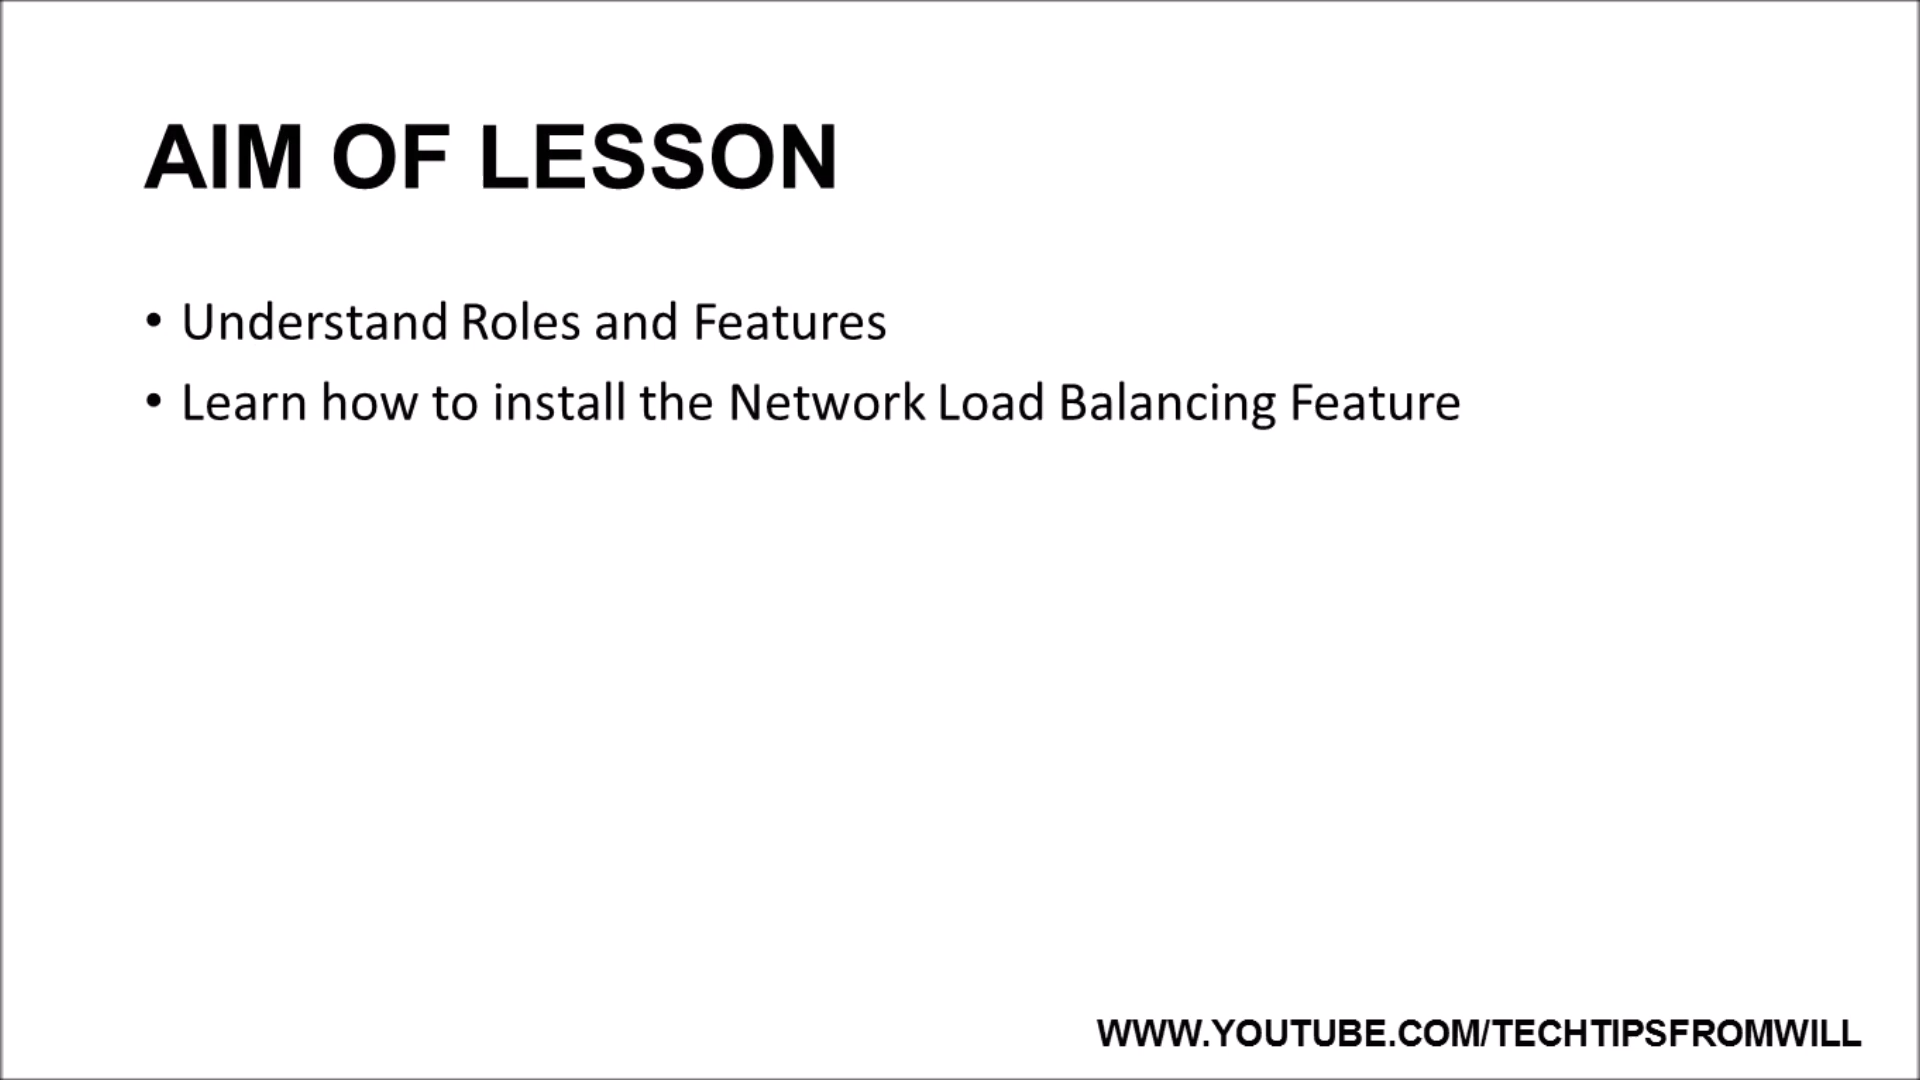 AIM OF LESSON
• Understand Roles and Features
• Learn how to install the Network Load Balancing Feature
WWW.YOUTUBE.COM/TECHTIPSFROMWILL